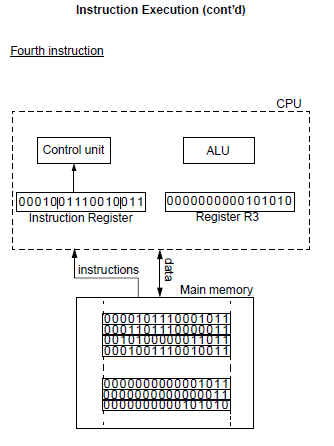 Instruction Execution (cont'd)
Fourth instruction
CPU
Control unit
ALU
00010|01110010|011
0000000000101010
Instruction Register
Register R3
instructions
data
Main memory
0000101110001011
0001101110000011
0010100000011011
0001001110010011
0000000000001011
0000000000000011
0000000000101010